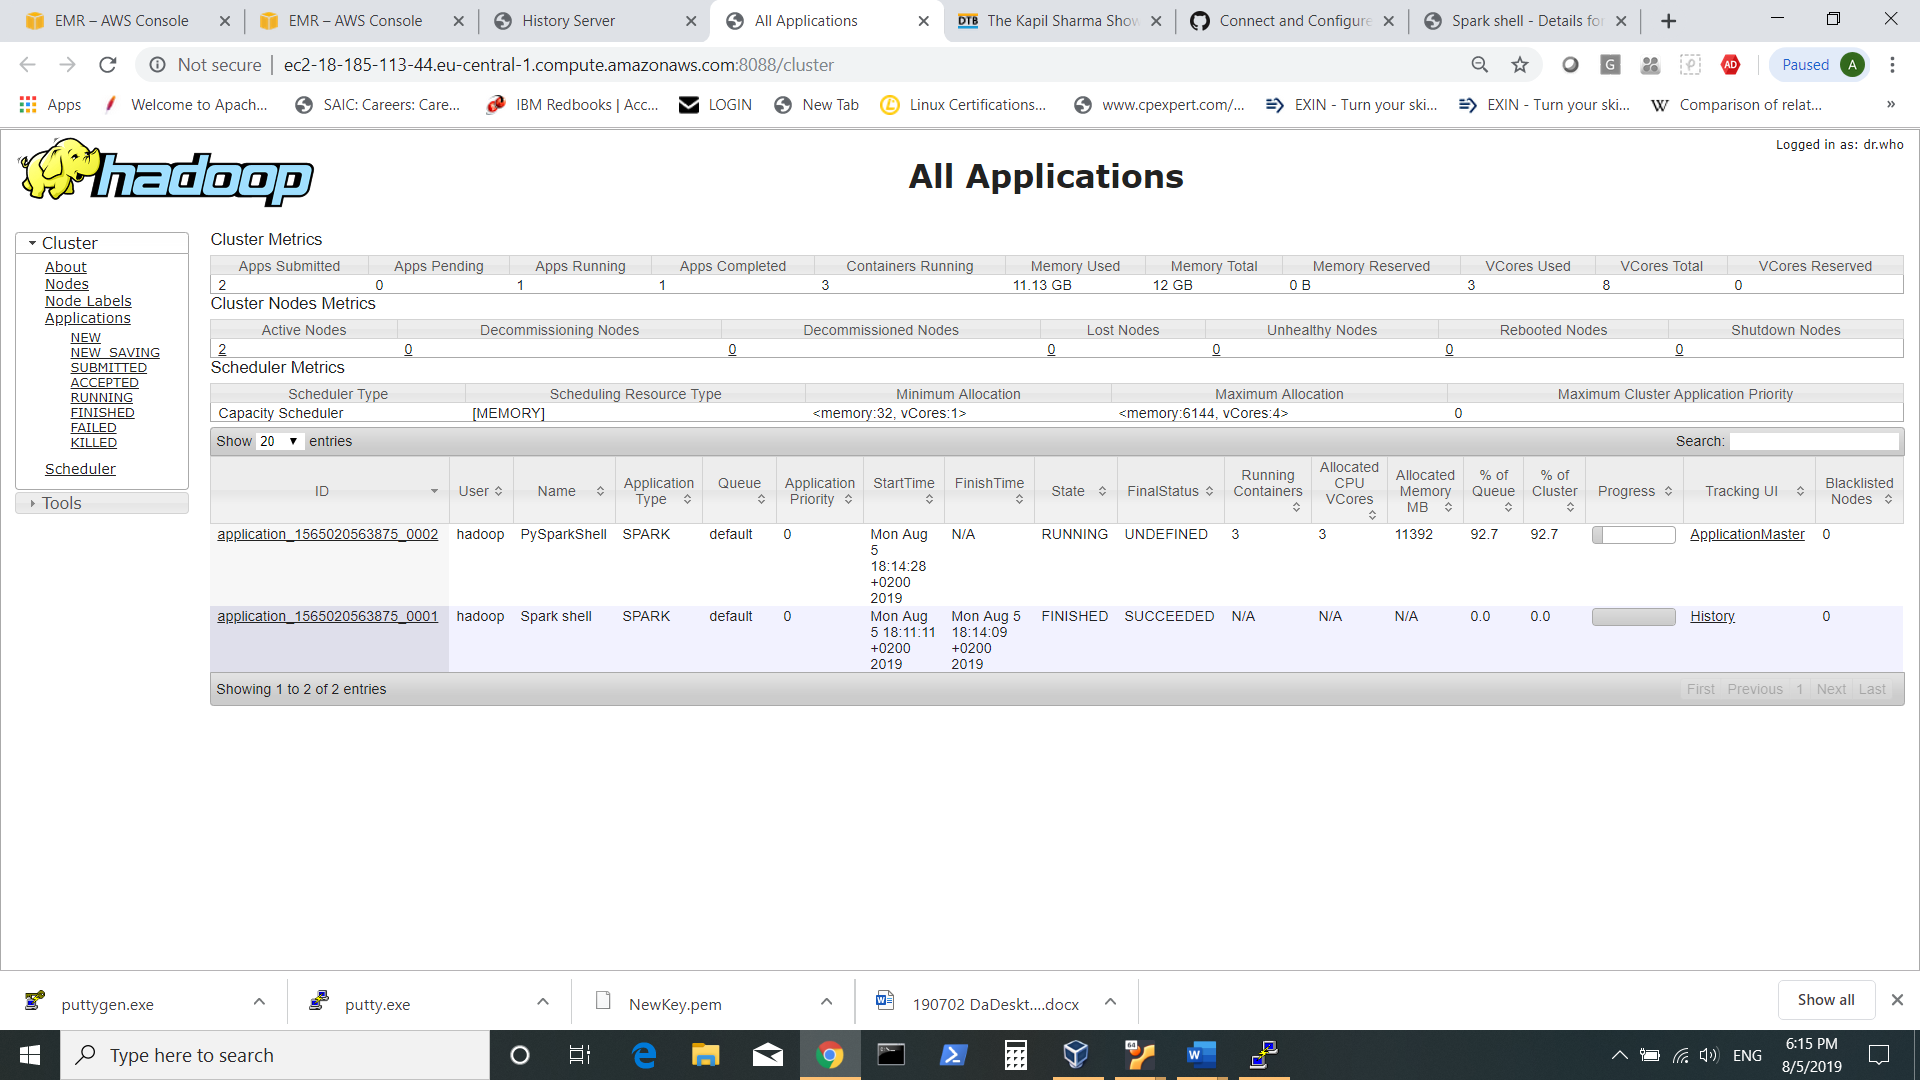 EMR – AWS Console
EMR – AWS Console
History Server
All Applications
The Kapil Sharma Show
Connect and Configure
Spark shell - Details for
Not secure | ec2-18-185-113-44.eu-central-1.compute.amazonaws.com:8088/cluster
G
AD
Paused A
Apps
Welcome to Apach...
SAIC: Careers: Care...
IBM Redbooks | Acc...
LOGIN
New Tab
Linux Certifications...
www.cpexpert.com/...
EXIN - Turn your ski...
EXIN - Turn your ski...
W Comparison of relat...
»
hadoop
All Applications
Logged in as: dr.who
Cluster
About
Nodes
Node Labels
Applications
NEW
NEW_SAVING
SUBMITTED
ACCEPTED
RUNNING
FINISHED
FAILED
KILLED
Scheduler
Tools
Cluster Metrics
Apps Submitted Apps Pending Apps Running Apps Completed Containers Running Memory Used Memory Total Memory Reserved VCores Used VCores Total VCores Reserved
2 0 1 1 3 11.13 GB 12 GB 0 B 3 8 0
Cluster Nodes Metrics
Active Nodes Decommissioning Nodes Decommissioned Nodes Lost Nodes Unhealthy Nodes Rebooted Nodes Shutdown Nodes
2 0 0 0 0 0 0
Scheduler Metrics
Scheduler Type Scheduling Resource Type Minimum Allocation Maximum Allocation Maximum Cluster Application Priority
Capacity Scheduler [MEMORY] <memory:32, vCores:1> <memory:6144, vCores:4> 0
Show 20 entries Search:
ID User Name Application Type Queue Application Priority StartTime FinishTime State FinalStatus Running Containers Allocated CPU VCores Allocated Memory MB % of Queue % of Cluster Progress Tracking UI Blacklisted Nodes
application_1565020563875_0002 hadoop PySparkShell SPARK default 0 Mon Aug 5 18:14:28 +0200 2019 N/A RUNNING UNDEFINED 3 3 11392 92.7 92.7 ApplicationMaster 0
application_1565020563875_0001 hadoop Spark shell SPARK default 0 Mon Aug 5 18:11:11 +0200 2019 Mon Aug 5 18:14:09 +0200 2019 FINISHED SUCCEEDED N/A N/A N/A 0.0 0.0 History 0
Showing 1 to 2 of 2 entries First Previous 1 Next Last
puttygen.exe
putty.exe
NewKey.pem
190702 DaDeskt....docx
Show all
Type here to search
64
ENG
6:15 PM
8/5/2019